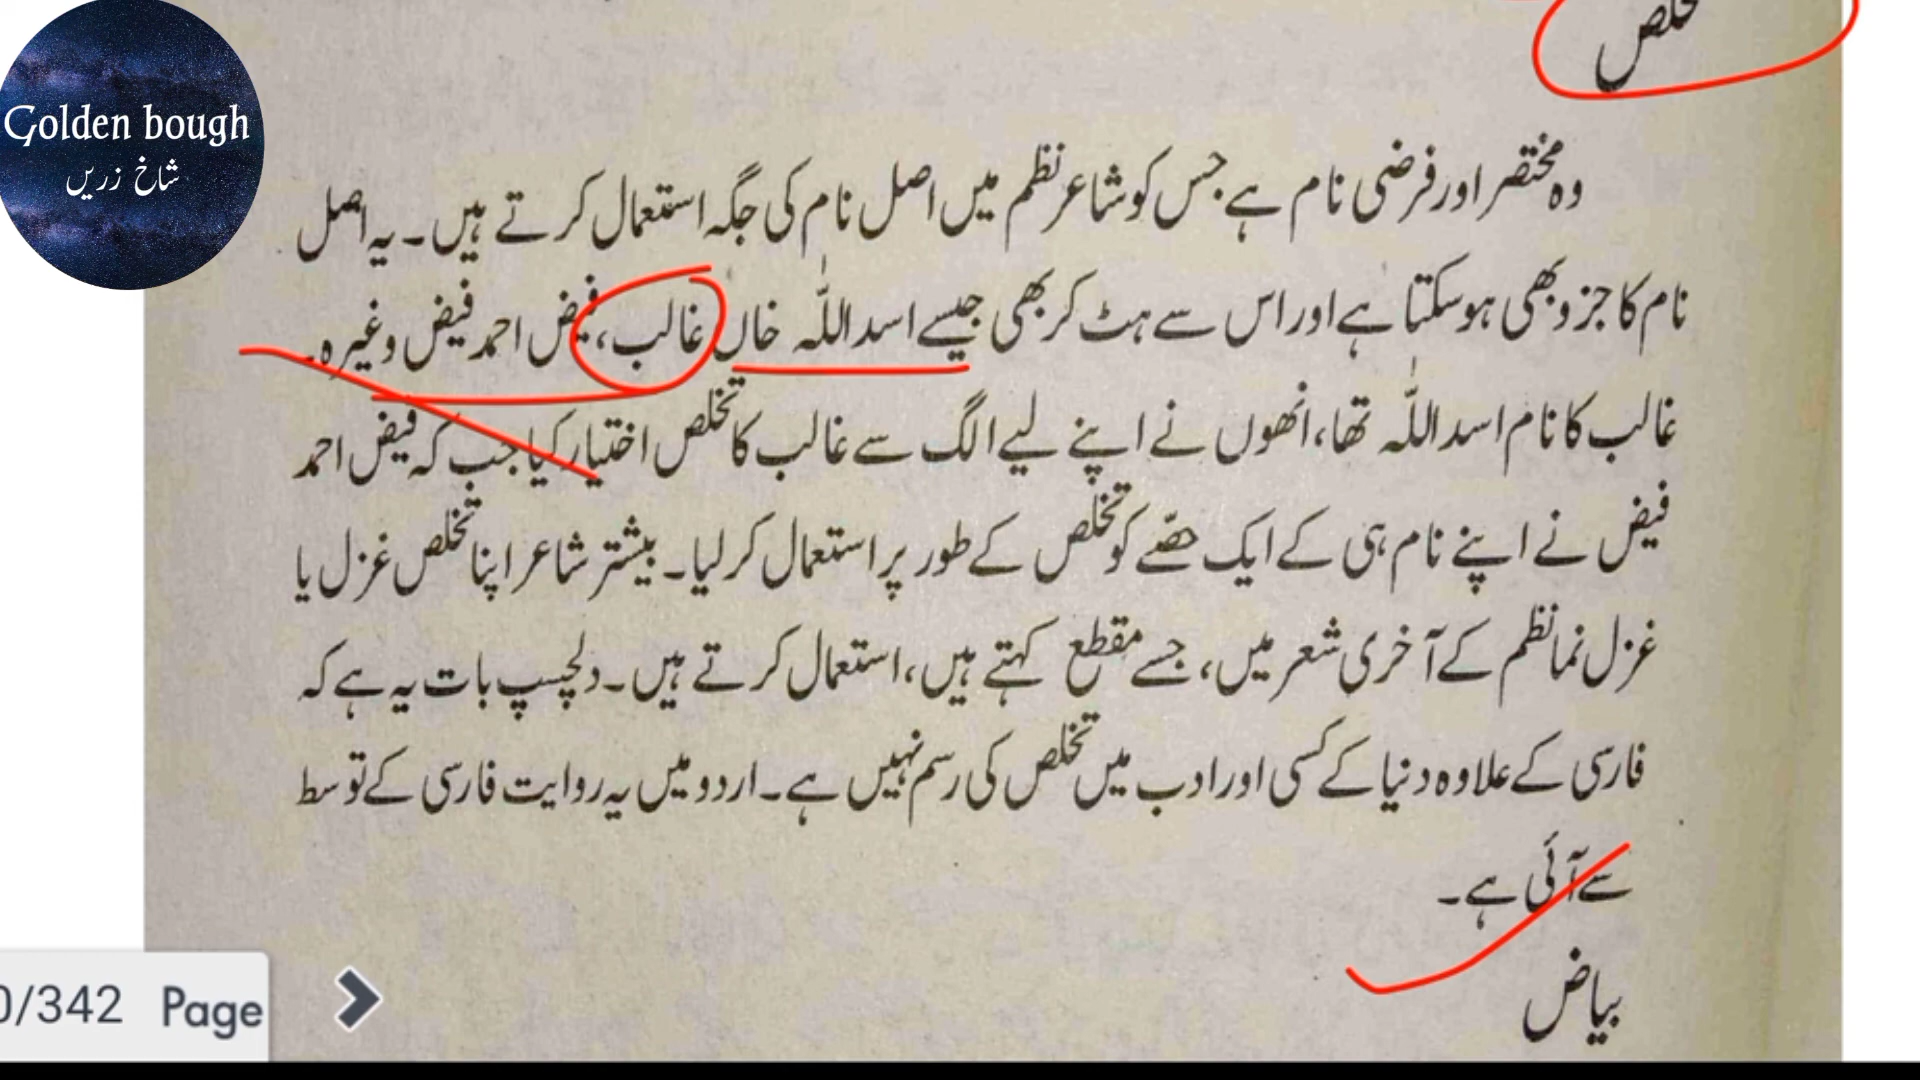 تخلص
Golden bough
شاخ زریں
وہ مختصر اور فرضی نام ہے جس کو شاعر نظم میں اصل نام کی جگہ استعمال کرتے ہیں۔ یہ اصل
نام کا جزو بھی ہوسکتا ہے اور اس سے ہٹ کر بھی جیسے اسد اللہ خاں غالب، فیض احمد فیض وغیرہ۔
غالب کا نام اسد اللہ تھا، انھوں نے اپنے لیے الگ سے غالب کا تخلص اختیار کیا جب کہ فیض احمد
فیض نے اپنے نام ہی کے ایک حصّے کو تخلص کے طور پر استعمال کرلیا۔ بیشتر شاعر اپنا تخلص غزل یا
غزل نما نظم کے آخری شعر میں، جسے مقطع کہتے ہیں، استعمال کرتے ہیں۔ دلچسپ بات یہ ہے کہ
فارسی کے علاوہ دنیا کے کسی اور ادب میں تخلص کی رسم نہیں ہے۔ اردو میں یہ روایت فارسی کے توسط
سے آئی ہے۔
بیاض
0/342 Page